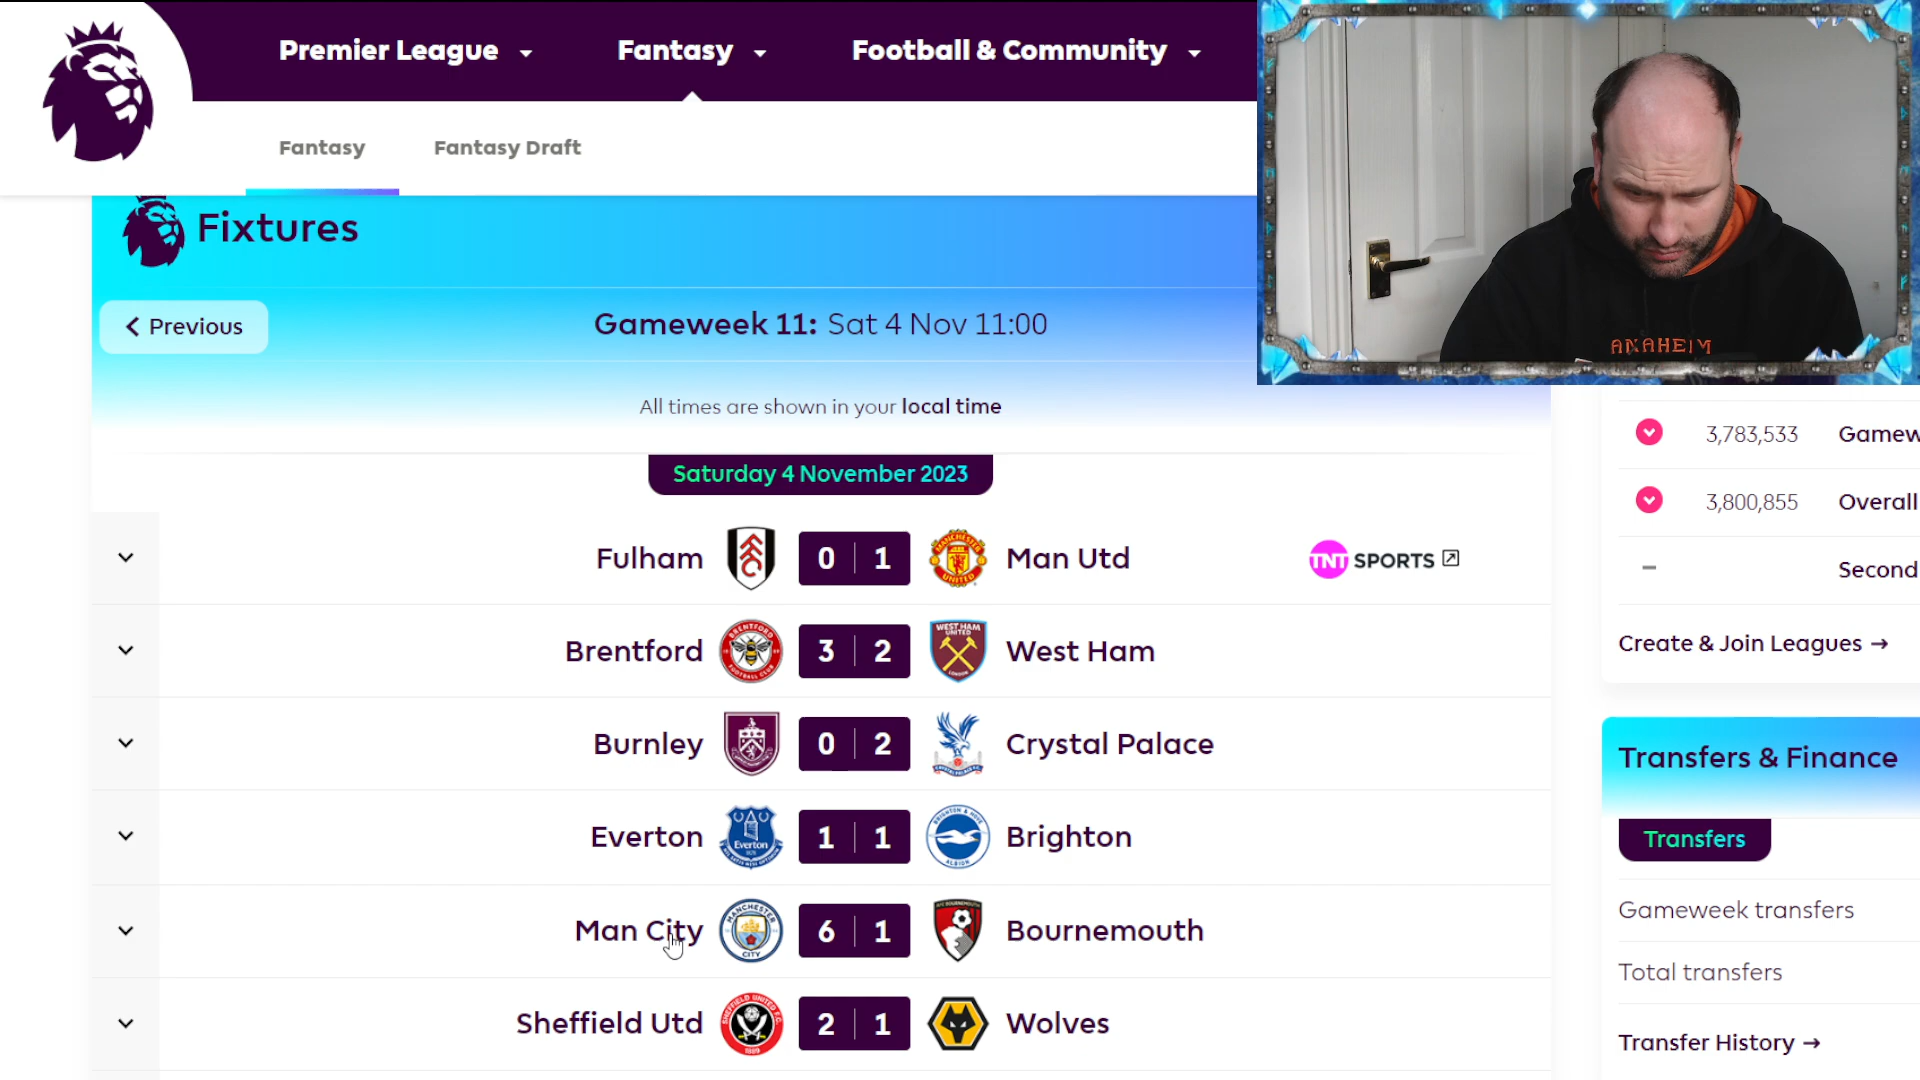 Premier League
Fantasy
Football & Community
Fantasy
Fantasy Draft
Fixtures
Previous
Gameweek 11: Sat 4 Nov 11:00
All times are shown in your local time
Saturday 4 November 2023
Fulham 0 1 Man Utd TNT SPORTS
Brentford 3 2 West Ham
Burnley 0 2 Crystal Palace
Everton 1 1 Brighton
Man City 6 1 Bournemouth
Sheffield Utd 2 1 Wolves
ANAHEIM
3,783,533 Gamew
3,800,855 Overall
- Second
Create & Join Leagues →
Transfers & Finance
Transfers
Gameweek transfers
Total transfers
Transfer History →